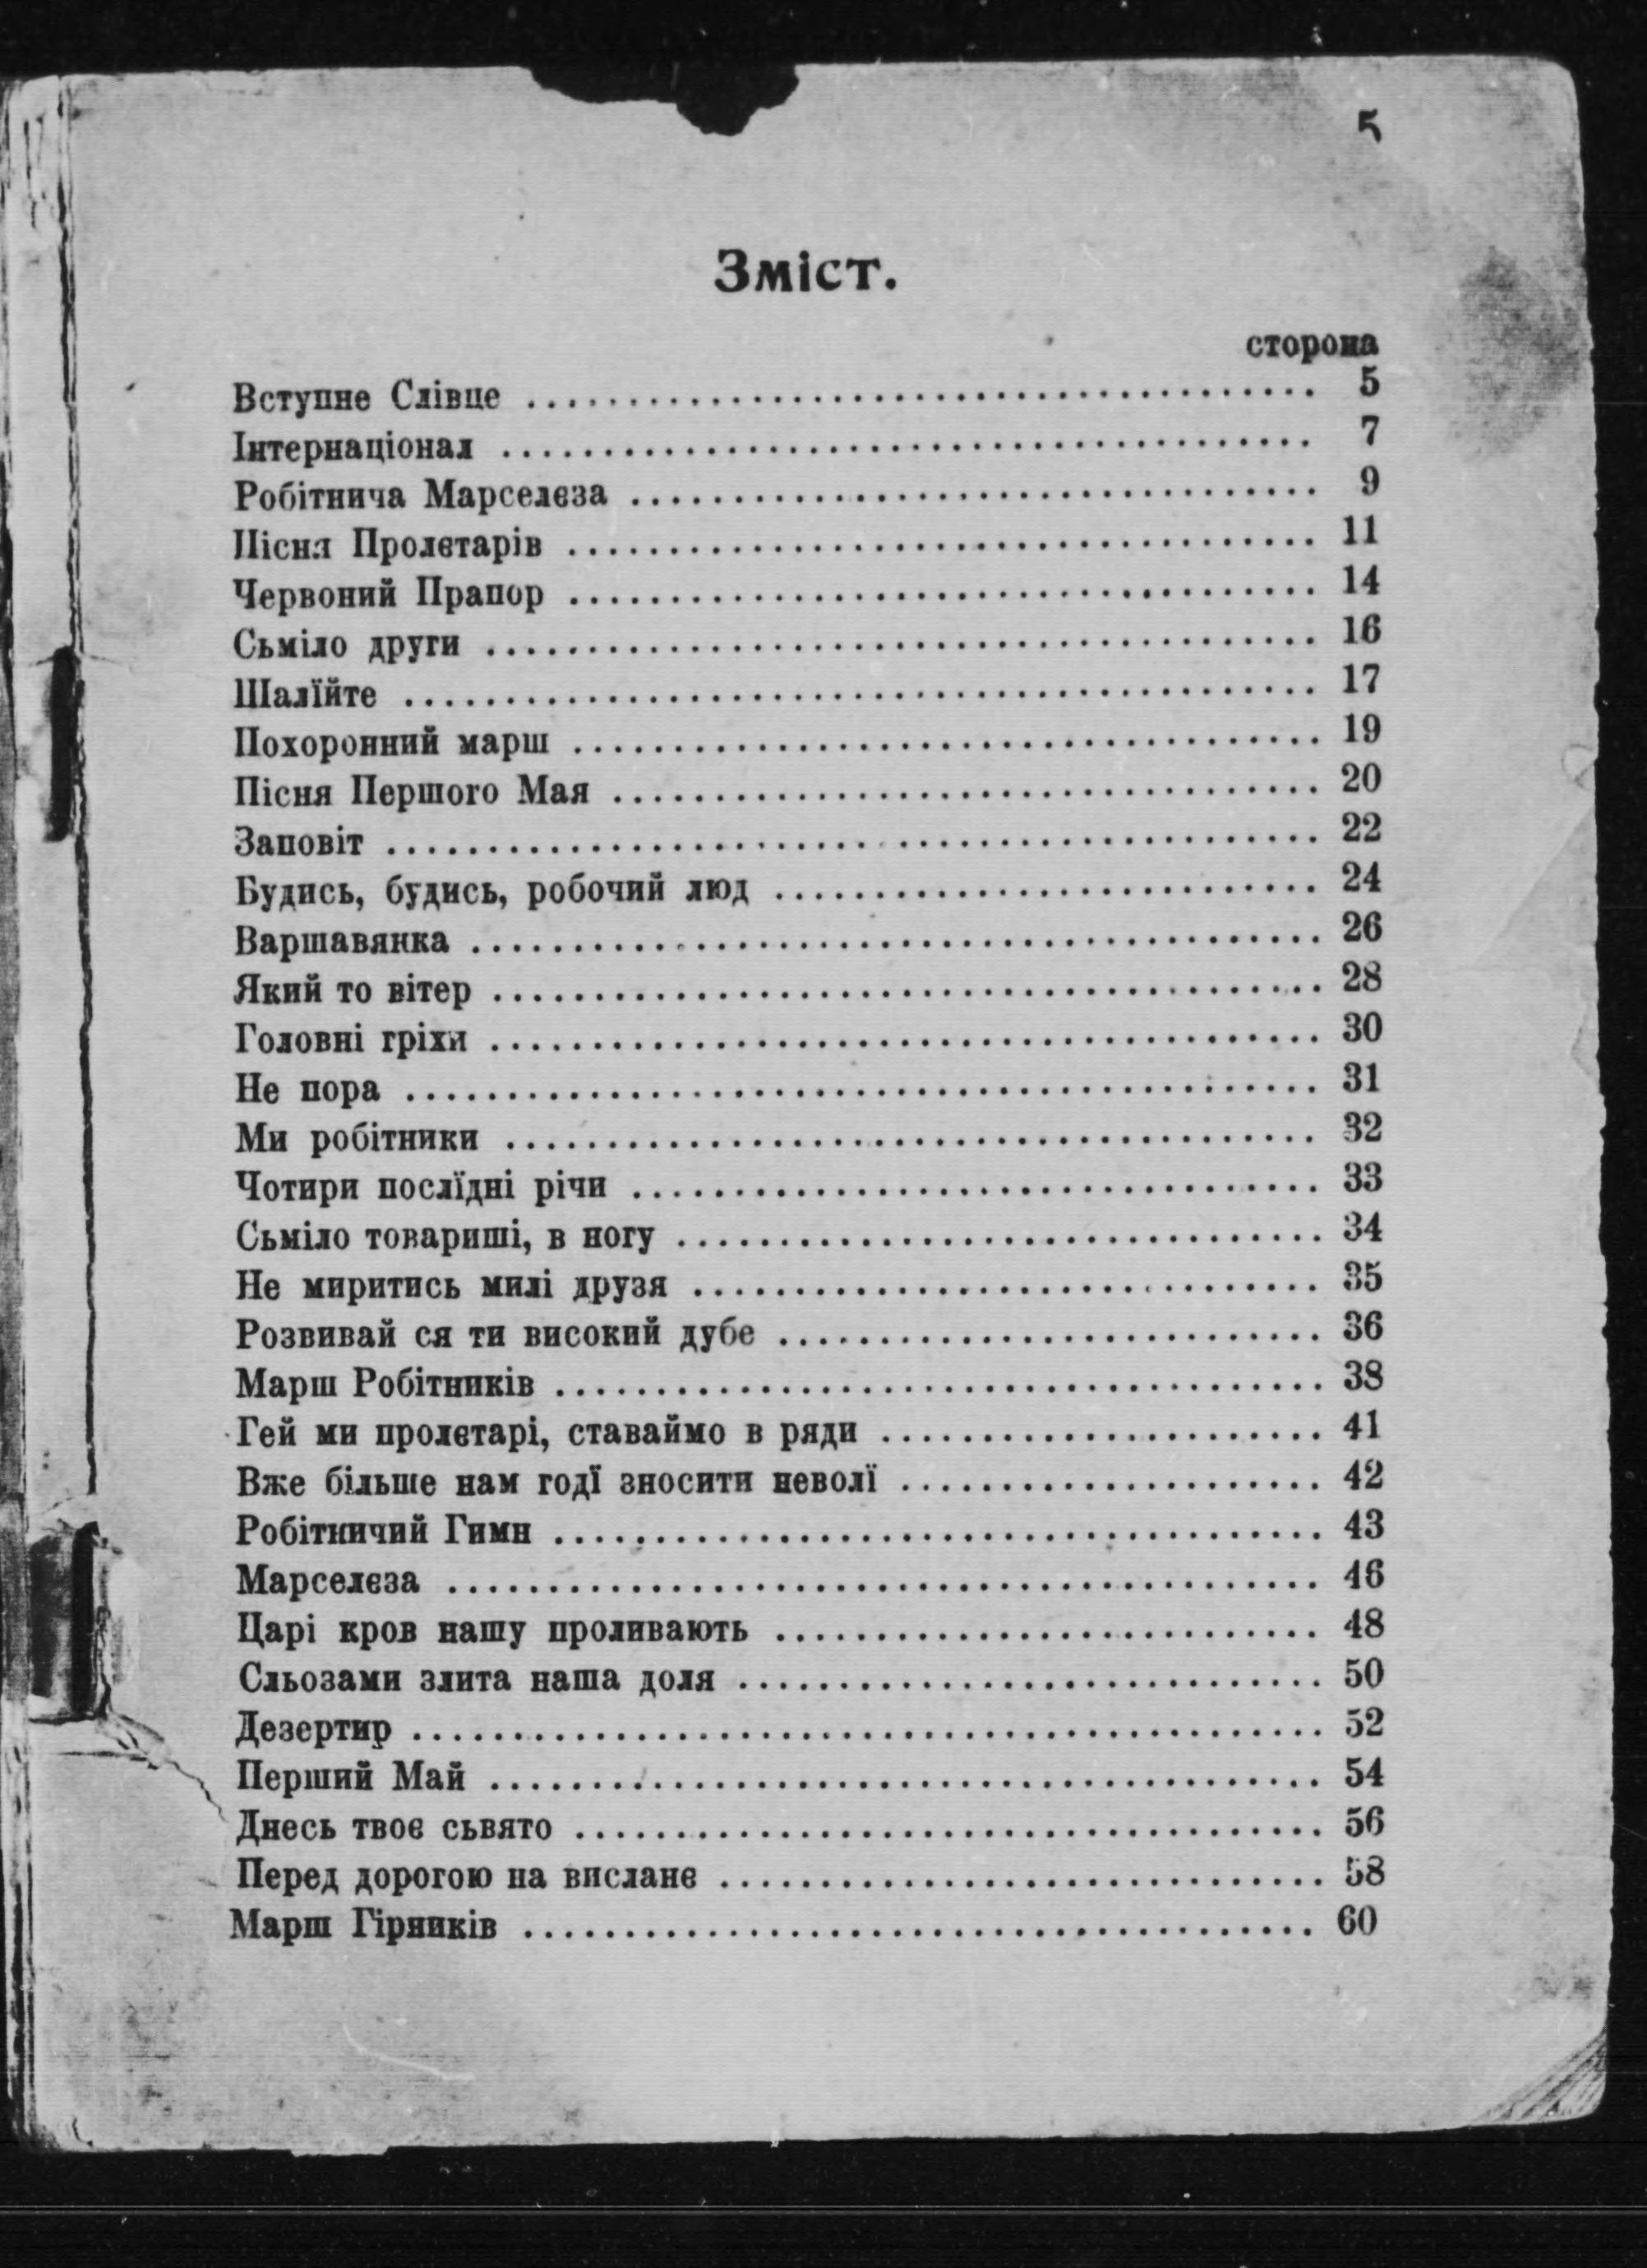 5
Зміст.
сторона
Вступне Слівце ........................................ 5
Інтернаціонал ........................................ 7
Робітнича Марселєза ........................................ 9
Пісня Пролєтарів ........................................ 11
Червоний Прапор ........................................ 14
Сьміло други ........................................ 16
Шалїйте ........................................ 17
Похоронний марш ........................................ 19
Пісня Першого Мая ........................................ 20
Заповіт ........................................ 22
Будись, будись, робочий люд ........................................ 24
Варшавянка ........................................ 26
Який то вітер ........................................ 28
Головні гріхи ........................................ 30
Не пора ........................................ 31
Ми робітники ........................................ 32
Чотири послїдні річи ........................................ 33
Сьміло товариші, в ногу ........................................ 34
Не миритись милі друзя ........................................ 35
Розвивай ся ти високий дубе ........................................ 36
Марш Робітників ........................................ 38
Гей ми пролєтарі, ставаймо в ряди ........................................ 41
Вже більше нам годї зносити неволї ........................................ 42
Робітничий Гимн ........................................ 43
Марселєза ........................................ 46
Царі кров нашу проливають ........................................ 48
Сльозами злита наша доля ........................................ 50
Дезертир ........................................ 52
Перший Май ........................................ 54
Днесь твоє сьвято ........................................ 56
Перед дорогою на висланє ........................................ 58
Марш Гірників ........................................ 60